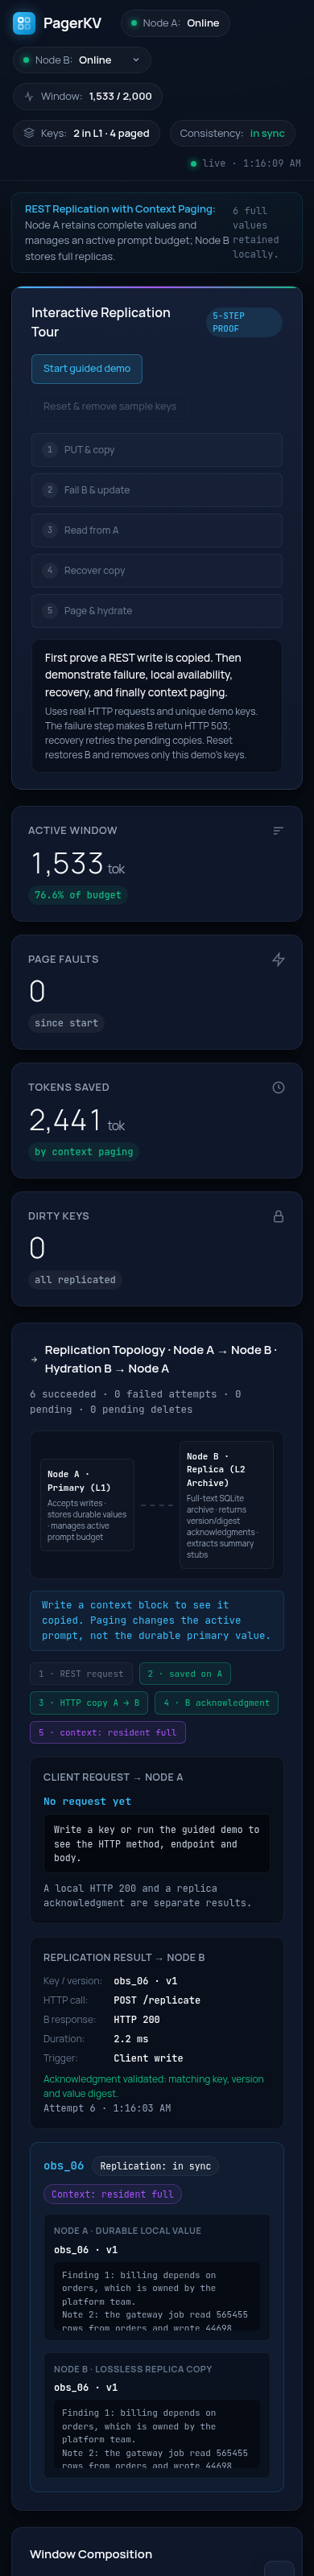 PagerKV
Node A: Online
Node B: Online
Window: 1,533 / 2,000
Keys: 2 in L1 · 4 paged
Consistency: in sync
live · 1:16:09 AM
REST Replication with Context Paging:
Node A retains complete values and
manages an active prompt budget; Node B
stores full replicas.
6 full
values
retained
locally.
Interactive Replication
Tour
5-STEP
PROOF
Start guided demo
Reset & remove sample keys
1 PUT & copy
2 Fail B & update
3 Read from A
4 Recover copy
5 Page & hydrate
First prove a REST write is copied. Then
demonstrate failure, local availability,
recovery, and finally context paging.
Uses real HTTP requests and unique demo keys.
The failure step makes B return HTTP 503;
recovery retries the pending copies. Reset
restores B and removes only this demo's keys.
ACTIVE WINDOW
1,533 tok
76.6% of budget
PAGE FAULTS
0
since start
TOKENS SAVED
2,441 tok
by context paging
DIRTY KEYS
0
all replicated
Replication Topology · Node A → Node B ·
Hydration B → Node A
6 succeeded · 0 failed attempts · 0
pending · 0 pending deletes
Node A ·
Primary (L1)
Accepts writes ·
stores durable values
· manages active
prompt budget
Node B ·
Replica (L2
Archive)
Full-text SQLite
archive · returns
version/digest
acknowledgments ·
extracts summary
stubs
Write a context block to see it
copied. Paging changes the active
prompt, not the durable primary value.
1 · REST request
2 · saved on A
3 · HTTP copy A → B
4 · B acknowledgment
5 · context: resident full
CLIENT REQUEST → NODE A
No request yet
Write a key or run the guided demo to
see the HTTP method, endpoint and
body.
A local HTTP 200 and a replica
acknowledgment are separate results.
REPLICATION RESULT → NODE B
Key / version: obs_06 · v1
HTTP call: POST /replicate
B response: HTTP 200
Duration: 2.2 ms
Trigger: Client write
Acknowledgment validated: matching key, version
and value digest.
Attempt 6 · 1:16:03 AM
obs_06
Replication: in sync
Context: resident full
NODE A · DURABLE LOCAL VALUE
obs_06 · v1
Finding 1: billing depends on
orders, which is owned by the
platform team.
Note 2: the gateway job read 565455
rows from orders and wrote 44698
NODE B · LOSSLESS REPLICA COPY
obs_06 · v1
Finding 1: billing depends on
orders, which is owned by the
platform team.
Note 2: the gateway job read 565455
rows from orders and wrote 44698
Window Composition